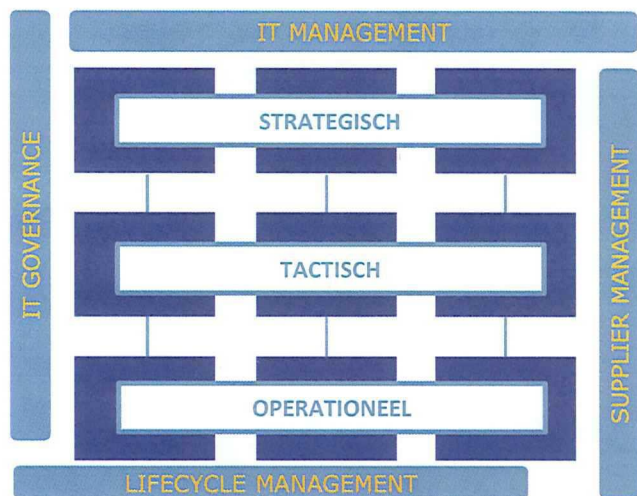 IT MANAGEMENT
IT GOVERNANCE
STRATEGISCH
TACTISCH
OPERATIONEEL
SUPPLIER MANAGEMENT
LIFECYCLE MANAGEMENT